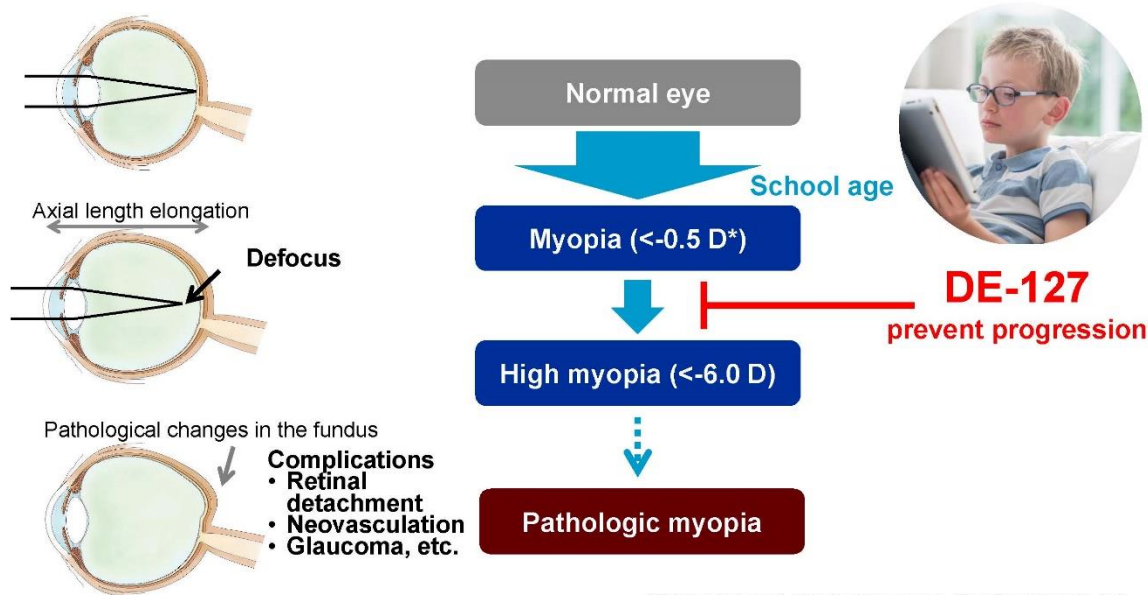 Normal eye
School age
Axial length elongation
Defocus
Myopia (<-0.5 D*)
DE-127
prevent progression
High myopia (<-6.0 D)
Pathological changes in the fundus
Complications
• Retinal
detachment
• Neovasculation
• Glaucoma, etc.
Pathologic myopia